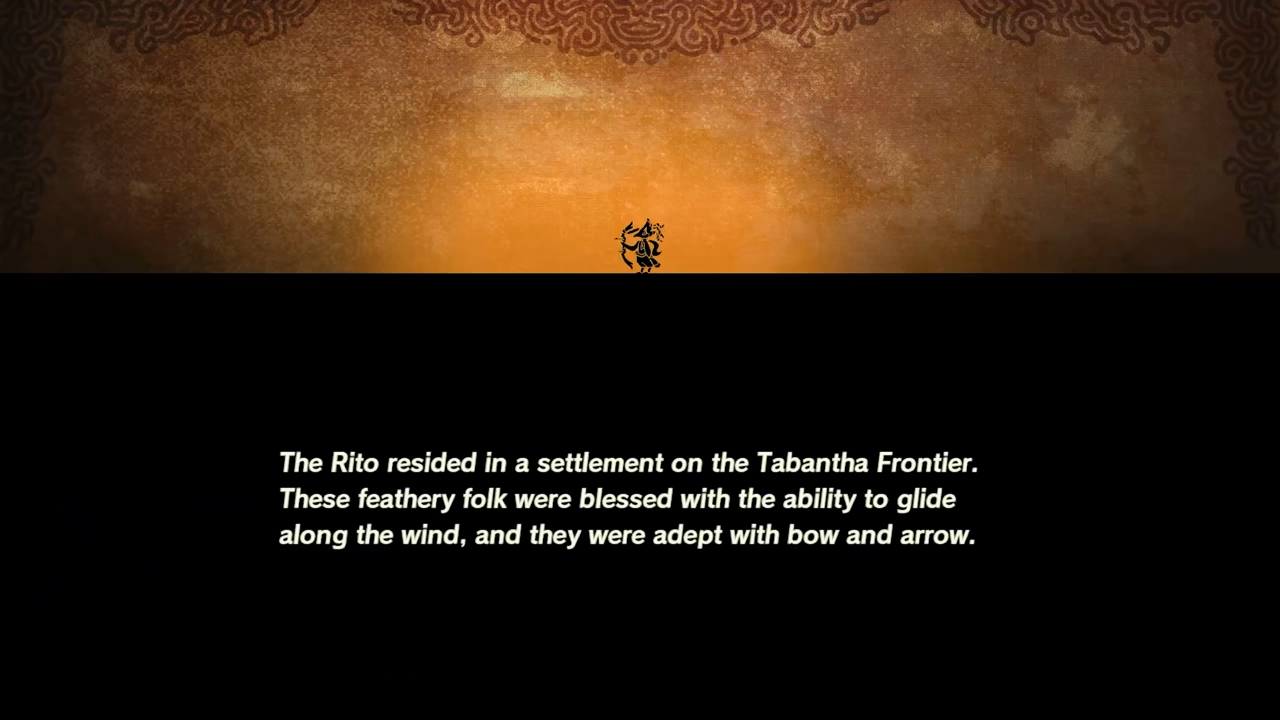 The Rito resided in a settlement on the Tabantha Frontier.
These feathery folk were blessed with the ability to glide
along the wind, and they were adept with bow and arrow.